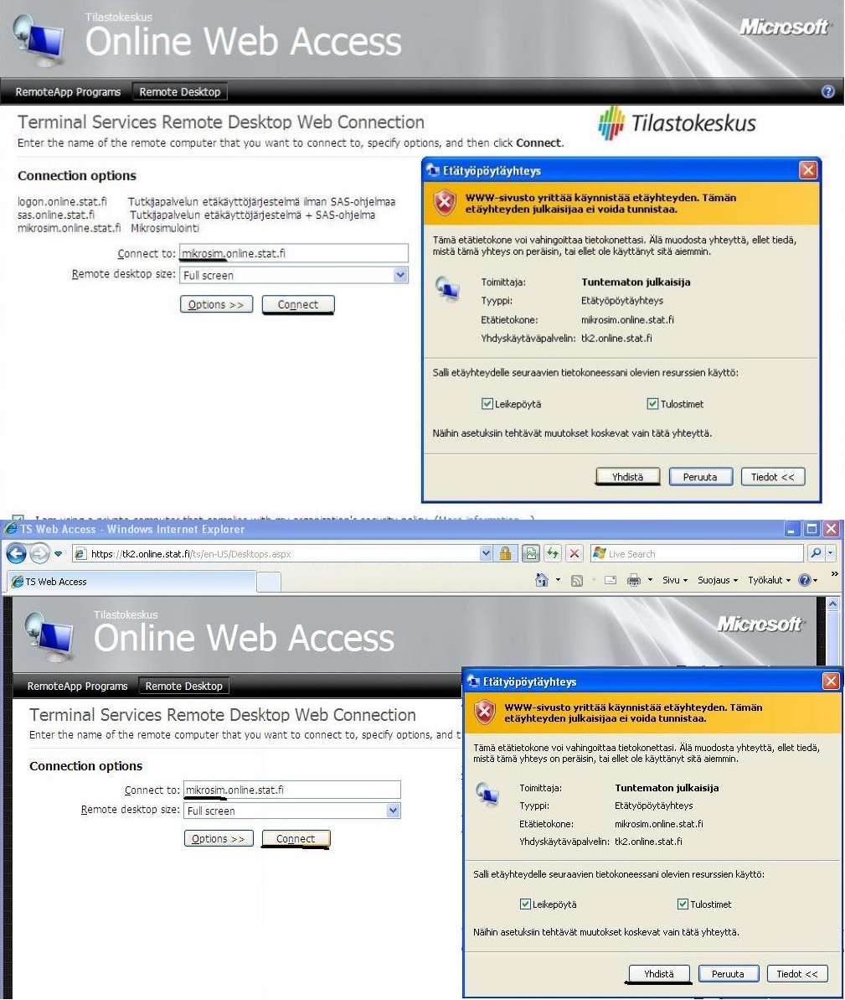 Tilastokeskus
Online Web Access
Microsoft
RemoteApp Programs Remote Desktop
?
Terminal Services Remote Desktop Web Connection
Enter the name of the remote computer that you want to connect to, specify options, and then click Connect.
Tilastokeskus
Connection options
logon.online.stat.fi Tutkijapalvelun etäkäyttöjärjestelmä ilman SAS-ohjelmaa
sas.online.stat.fi Tutkijapalvelun etäkäyttöjärjestelmä + SAS-ohjelma
mikrosim.online.stat.fi Mikrosimulointi
Connect to: mikrosim.online.stat.fi
Remote desktop size: Full screen
Options >> Connect
Etätyöpöytäyhteys
WWW-sivusto yrittää käynnistää etäyhteyden. Tämän
etäyhteyden julkaisijaa ei voida tunnistaa.
Tämä etätietokone voi vahingoittaa tietokonettasi. Älä muodosta yhteyttä, ellet tiedä,
mistä tämä yhteys on peräisin, tai ellet ole käyttänyt sitä aiemmin.
Toimittaja: Tuntematon julkaisija
Tyyppi: Etätyöpöytäyhteys
Etätietokone: mikrosim.online.stat.fi
Yhdyskäytäväpalvelin: tk2.online.stat.fi
Salli etäyhteydelle seuraavien tietokoneessani olevien resurssien käyttö:
Leikepöytä Tulostimet
Näihin asetuksiin tehtävät muutokset koskevat vain tätä yhteyttä.
Yhdistä Peruuta Tiedot <<
I am using a private computer that complies with my organization's security policy. (More information...)
TS Web Access - Windows Internet Explorer
https://tk2.online.stat.fi/ts/en-US/Desktops.aspx Live Search
TS Web Access Sivu Suojaus Työkalut ? »
Tilastokeskus
Online Web Access
Microsoft
RemoteApp Programs Remote Desktop
Terminal Services Remote Desktop Web Connection
Enter the name of the remote computer that you want to connect to, specify options, and t
Connection options
Connect to: mikrosim.online.stat.fi
Remote desktop size: Full screen
Options >> Connect
Etätyöpöytäyhteys
WWW-sivusto yrittää käynnistää etäyhteyden. Tämän
etäyhteyden julkaisijaa ei voida tunnistaa.
Tämä etätietokone voi vahingoittaa tietokonettasi. Älä muodosta yhteyttä, ellet tiedä,
mistä tämä yhteys on peräisin, tai ellet ole käyttänyt sitä aiemmin.
Toimittaja: Tuntematon julkaisija
Tyyppi: Etätyöpöytäyhteys
Etätietokone: mikrosim.online.stat.fi
Yhdyskäytäväpalvelin: tk2.online.stat.fi
Salli etäyhteydelle seuraavien tietokoneessani olevien resurssien käyttö:
Leikepöytä Tulostimet
Näihin asetuksiin tehtävät muutokset koskevat vain tätä yhteyttä.
Yhdistä Peruuta Tiedot <<